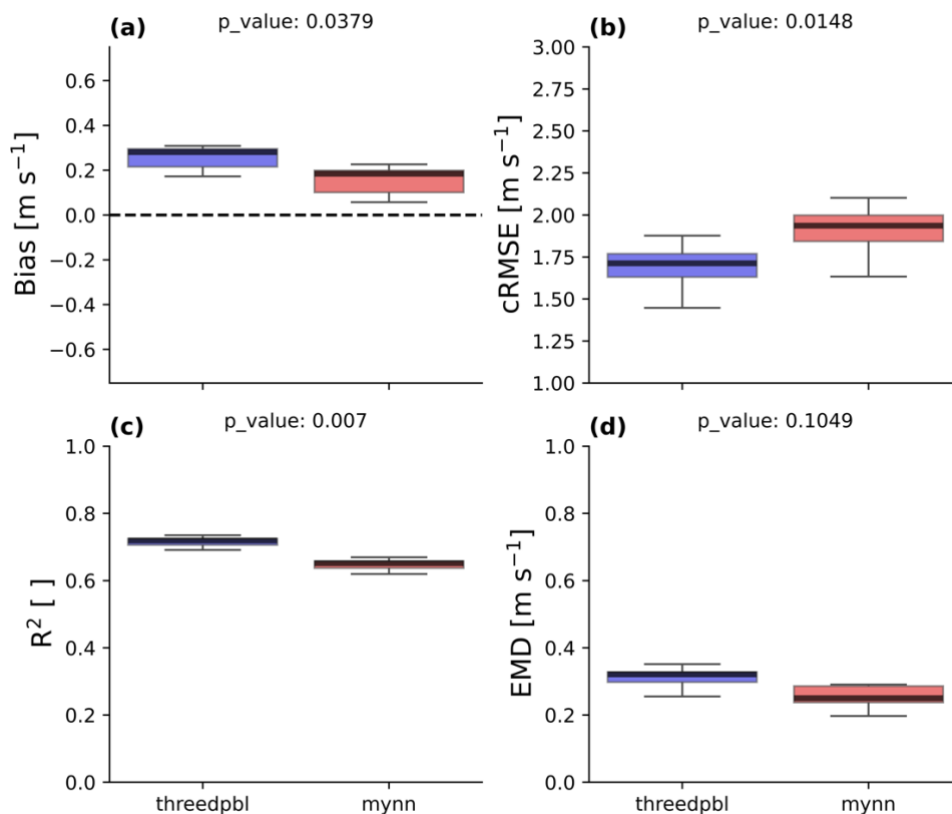 (a) p_value: 0.0379
Bias [m s⁻¹]
0.6
0.4
0.2
0.0
−0.2
−0.4
−0.6
(b) p_value: 0.0148
cRMSE [m s⁻¹]
3.00
2.75
2.50
2.25
2.00
1.75
1.50
1.25
1.00
(c) p_value: 0.007
R² [ ]
1.0
0.8
0.6
0.4
0.2
0.0
threedpbl mynn
(d) p_value: 0.1049
EMD [m s⁻¹]
1.0
0.8
0.6
0.4
0.2
0.0
threedpbl mynn